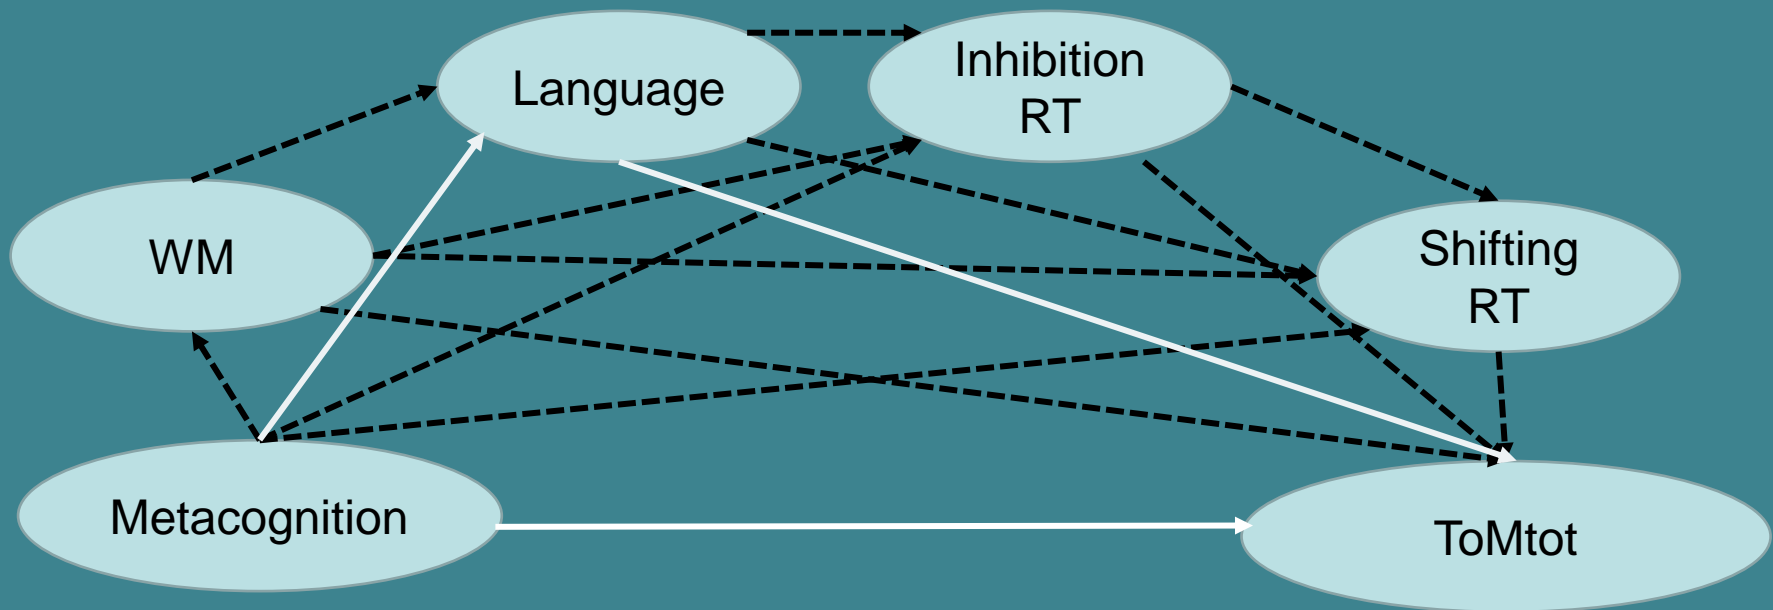 Language
Inhibition
RT
WM
Shifting
RT
Metacognition
ToMtot